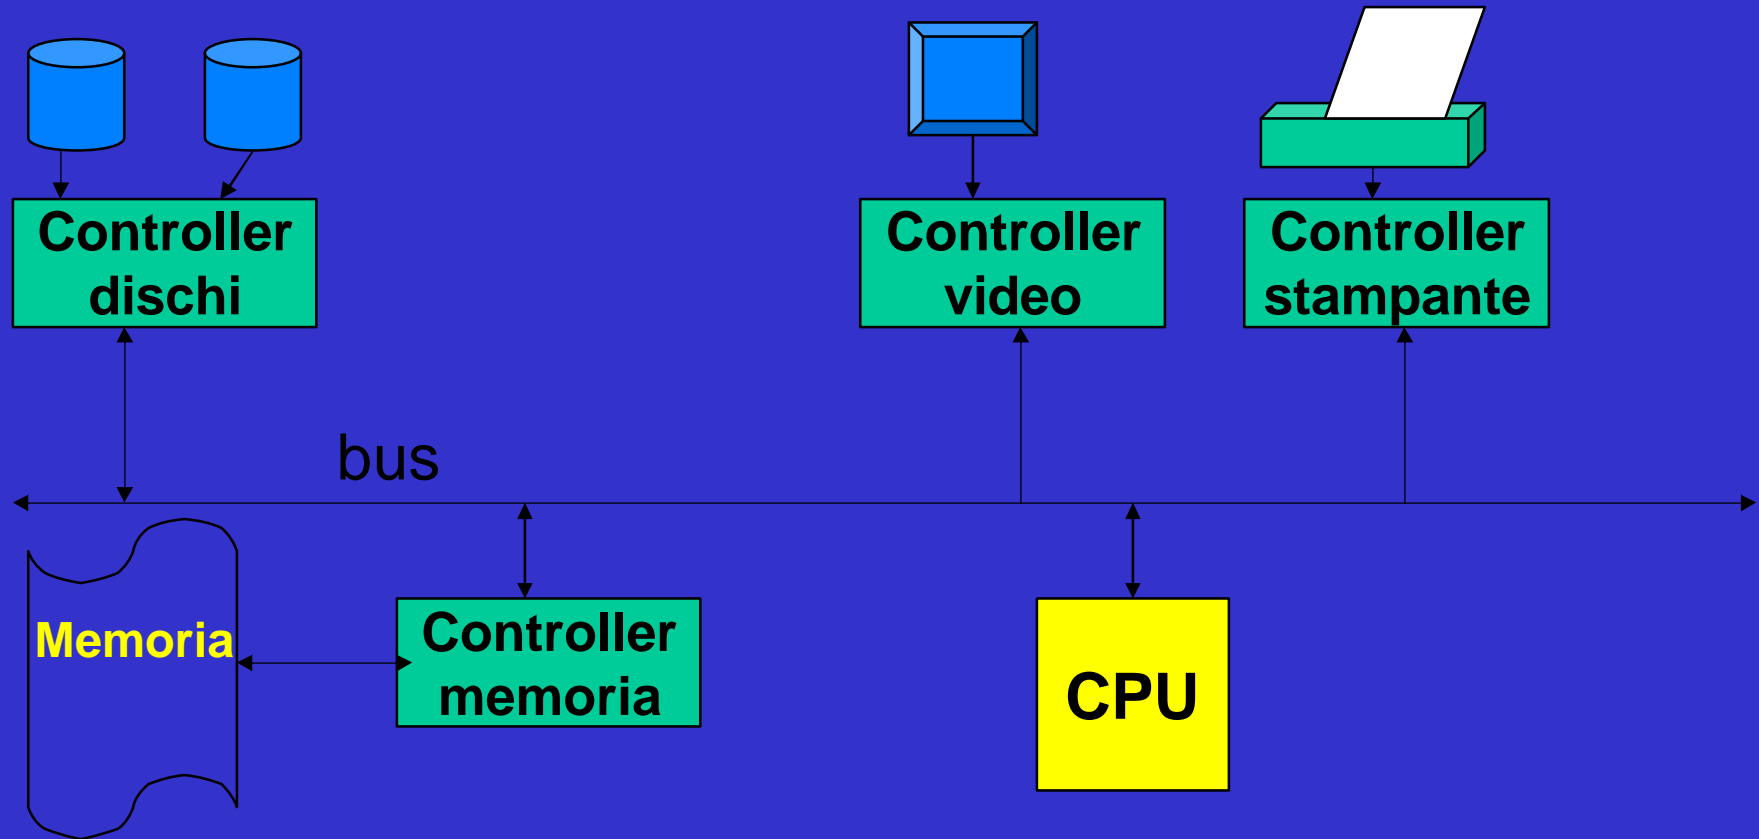 Controller
dischi
Controller
video
Controller
stampante
bus
Memoria
Controller
memoria
CPU